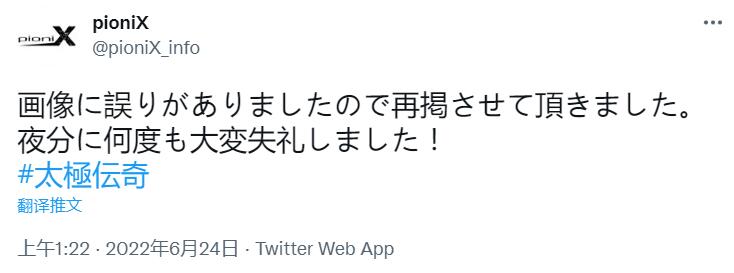 pioniX
pioniX
@pioniX_info
画像に誤りがありましたので再掲させて頂きました。
夜分に何度も大変失礼しました！
#太極伝奇
翻译推文
上午1:22 · 2022年6月24日 · Twitter Web App